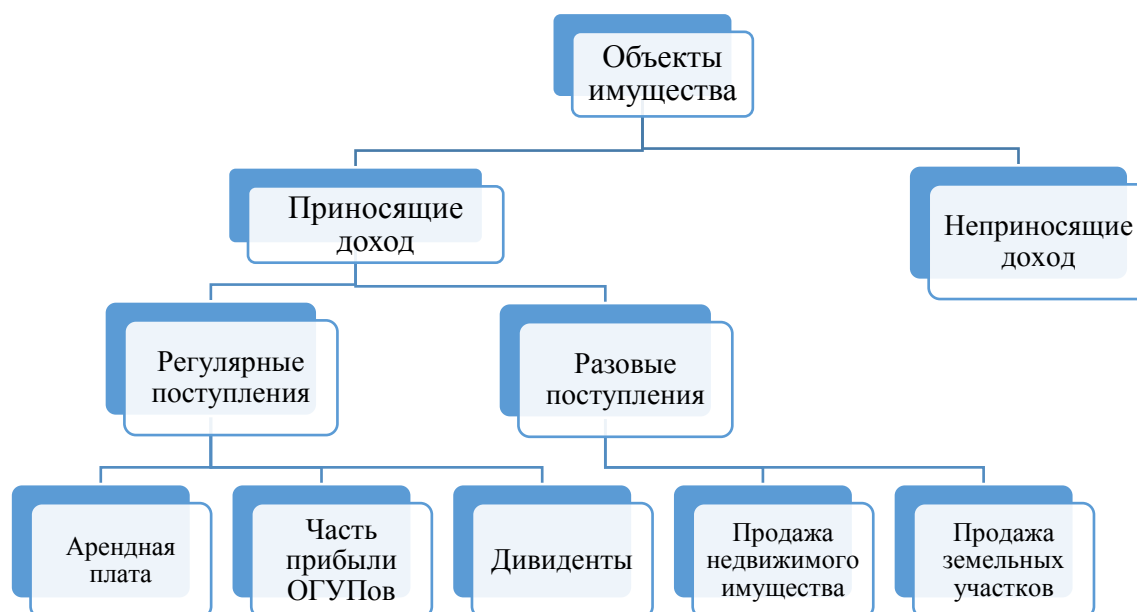 Объекты
имущества
Приносящие
доход
Неприносящие
доход
Регулярные
поступления
Разовые
поступления
Арендная
плата
Часть
прибыли
ОГУПов
Дивиденты
Продажа
недвижимого
имущества
Продажа
земельных
участков